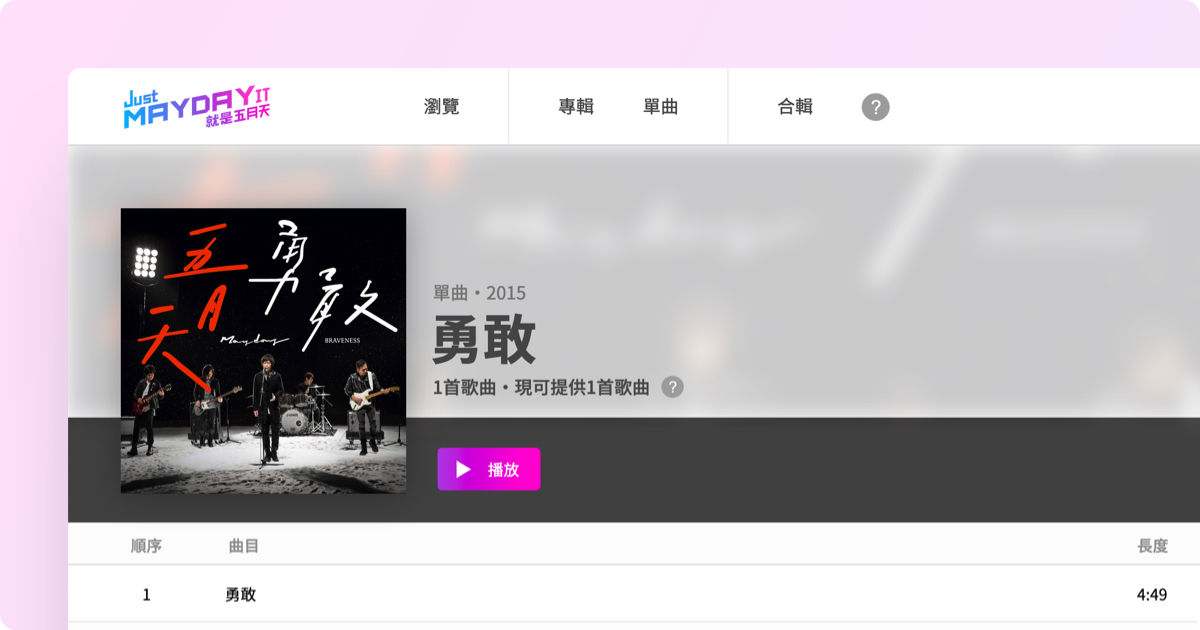 Just
MAYDAY IT
就是五月天
瀏覽
專輯
單曲
合輯
?
五月天
勇敢
Mayday
BRAVENESS
單曲・2015
勇敢
1首歌曲・現可提供1首歌曲 ?
播放
順序 曲目 長度
1 勇敢 4:49